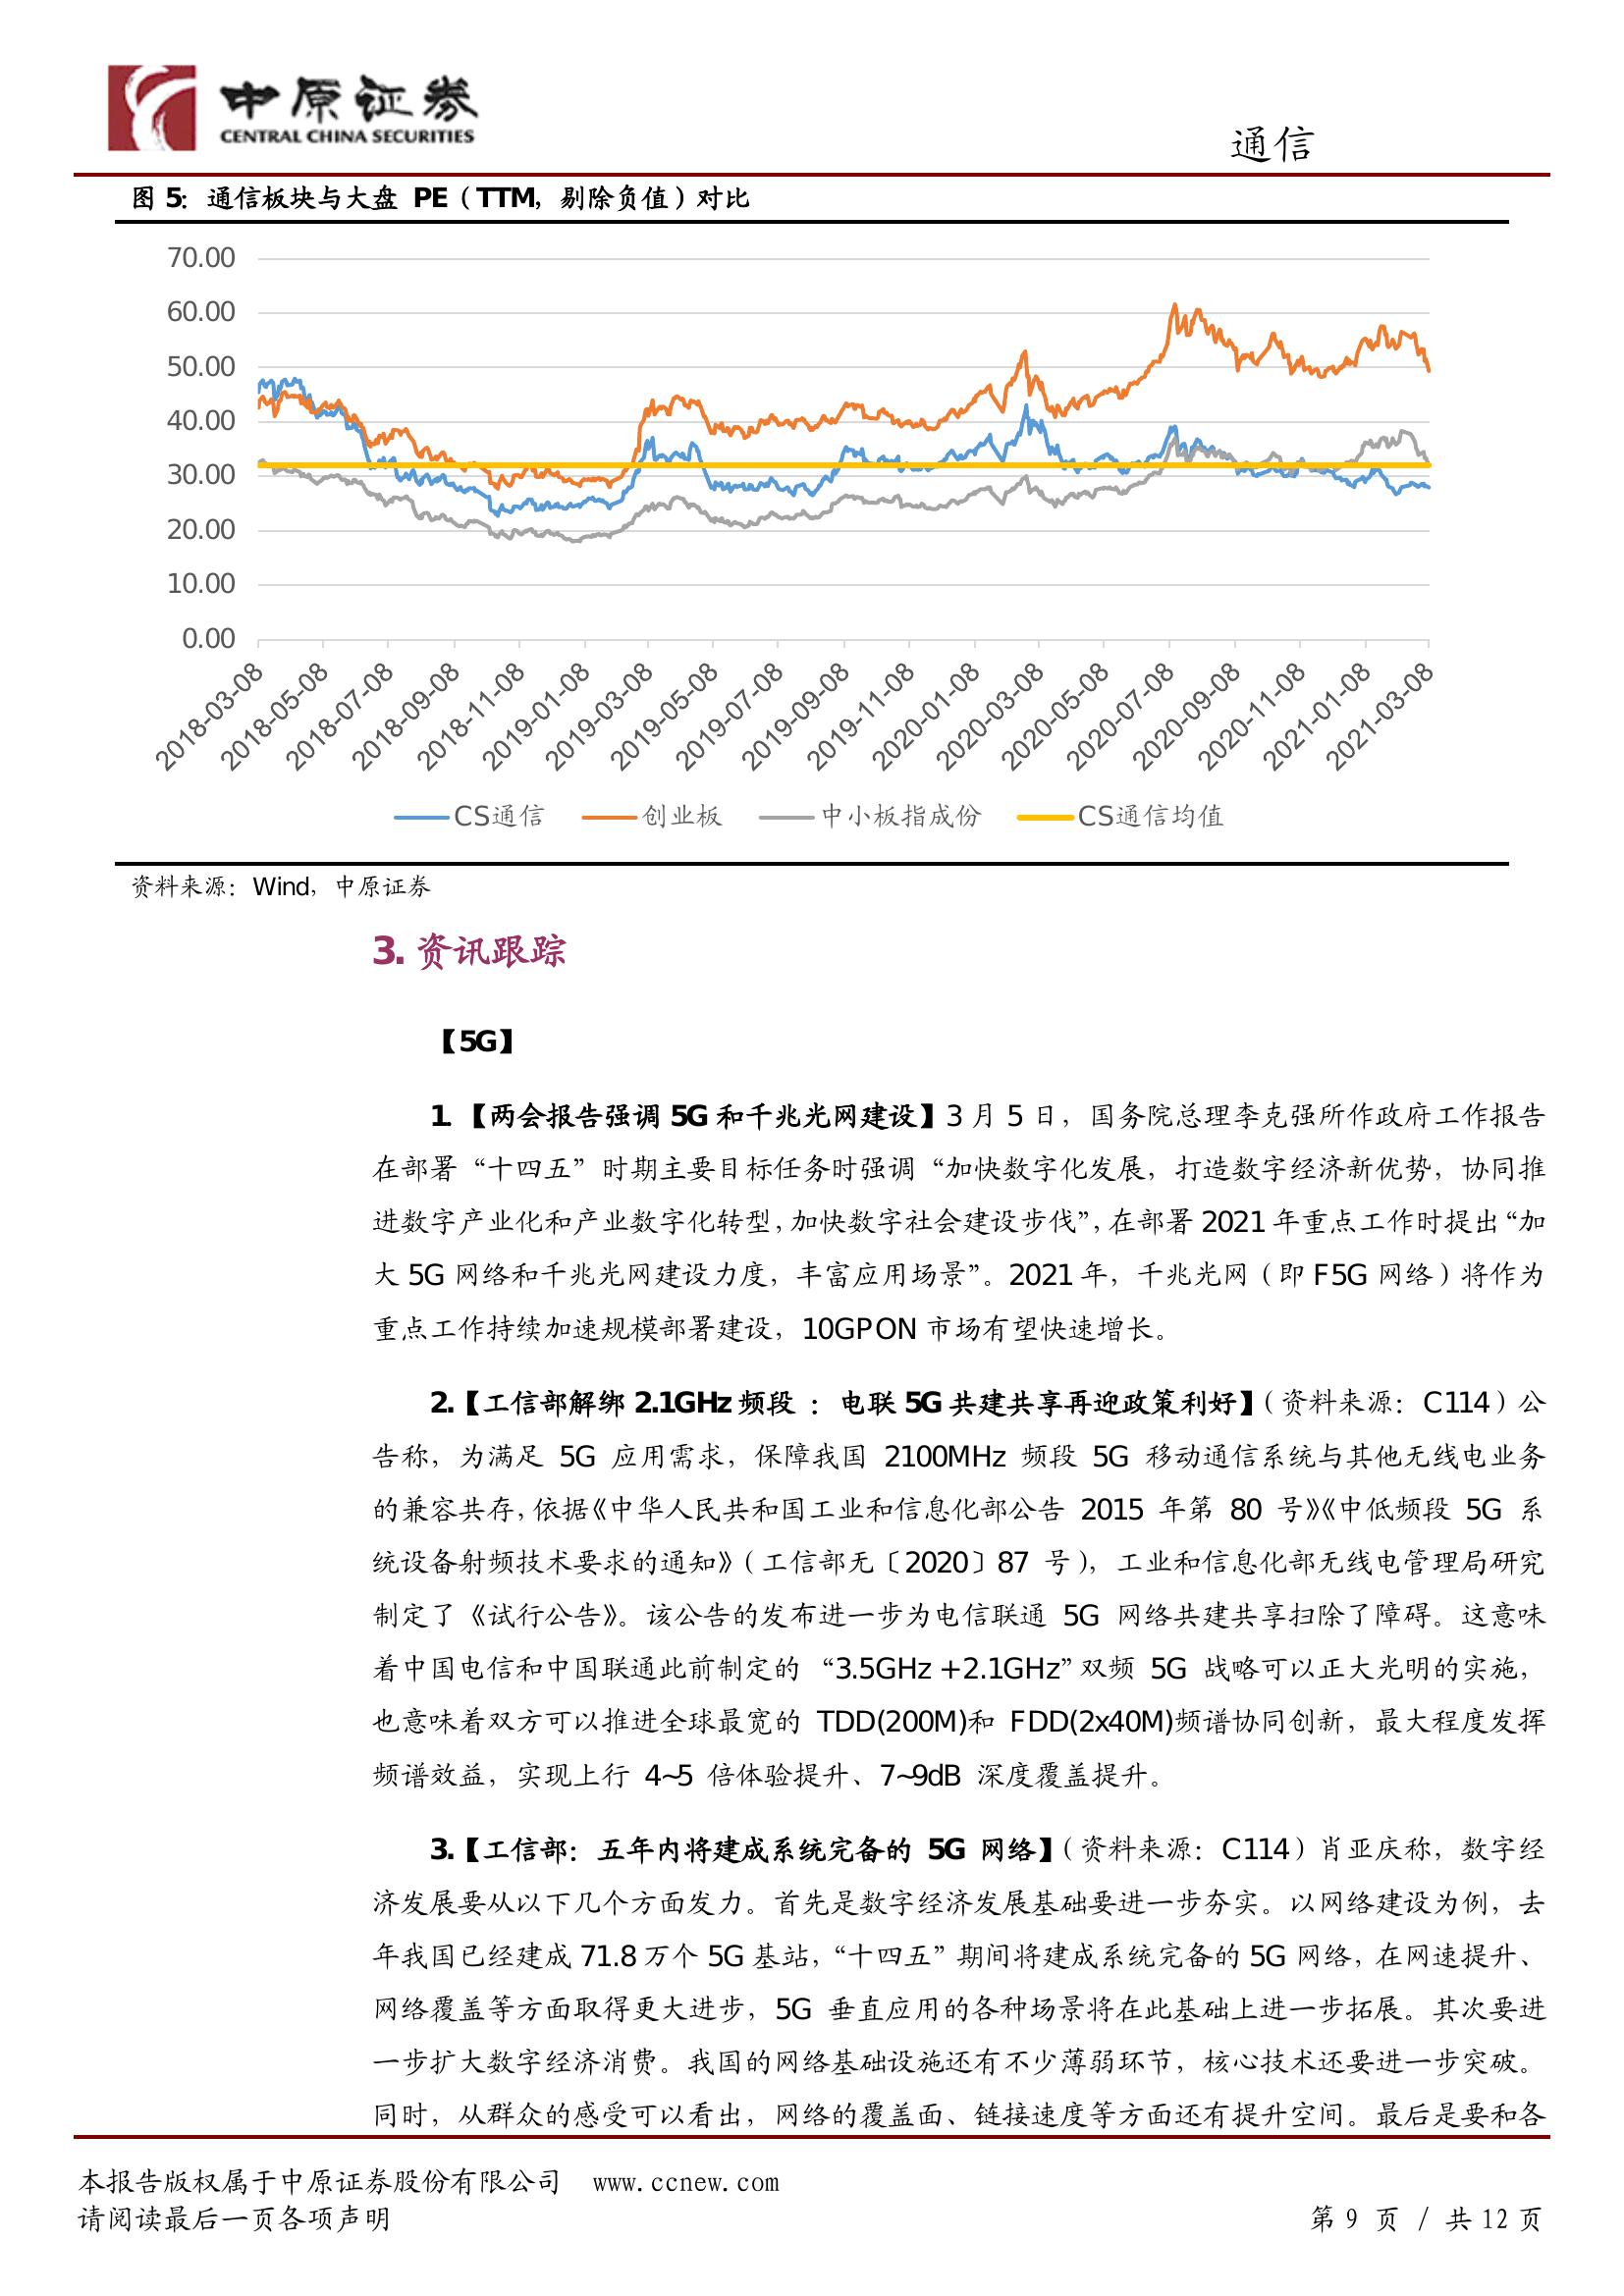 中原证券
CENTRAL CHINA SECURITIES
通信
图 5：通信板块与大盘 PE（TTM，剔除负值）对比
70.00
60.00
50.00
40.00
30.00
20.00
10.00
0.00
2018-03-08
2018-05-08
2018-07-08
2018-09-08
2018-11-08
2019-01-08
2019-03-08
2019-05-08
2019-07-08
2019-09-08
2019-11-08
2020-01-08
2020-03-08
2020-05-08
2020-07-08
2020-09-08
2020-11-08
2021-01-08
2021-03-08
CS通信 创业板 中小板指成份 CS通信均值
资料来源：Wind，中原证券
3. 资讯跟踪
【5G】
1. 【两会报告强调 5G 和千兆光网建设】3 月 5 日，国务院总理李克强所作政府工作报告
在部署“十四五”时期主要目标任务时强调“加快数字化发展，打造数字经济新优势，协同推
进数字产业化和产业数字化转型，加快数字社会建设步伐”，在部署 2021 年重点工作时提出“加
大 5G 网络和千兆光网建设力度，丰富应用场景”。2021 年，千兆光网（即 F5G 网络）将作为
重点工作持续加速规模部署建设，10GPON 市场有望快速增长。
2.【工信部解绑 2.1GHz 频段 ：电联 5G 共建共享再迎政策利好】（资料来源：C114）公
告称，为满足 5G 应用需求，保障我国 2100MHz 频段 5G 移动通信系统与其他无线电业务
的兼容共存，依据《中华人民共和国工业和信息化部公告 2015 年第 80 号》《中低频段 5G 系
统设备射频技术要求的通知》（工信部无〔2020〕87 号），工业和信息化部无线电管理局研究
制定了《试行公告》。该公告的发布进一步为电信联通 5G 网络共建共享扫除了障碍。这意味
着中国电信和中国联通此前制定的 “3.5GHz＋2.1GHz” 双频 5G 战略可以正大光明的实施，
也意味着双方可以推进全球最宽的 TDD(200M)和 FDD(2x40M)频谱协同创新，最大程度发挥
频谱效益，实现上行 4~5 倍体验提升、7~9dB 深度覆盖提升。
3.【工信部：五年内将建成系统完备的 5G 网络】（资料来源：C114）肖亚庆称，数字经
济发展要从以下几个方面发力。首先是数字经济发展基础要进一步夯实。以网络建设为例，去
年我国已经建成 71.8 万个 5G 基站，“十四五”期间将建成系统完备的 5G 网络，在网速提升、
网络覆盖等方面取得更大进步，5G 垂直应用的各种场景将在此基础上进一步拓展。其次要进
一步扩大数字经济消费。我国的网络基础设施还有不少薄弱环节，核心技术还要进一步突破。
同时，从群众的感受可以看出，网络的覆盖面、链接速度等方面还有提升空间。最后是要和各
本报告版权属于中原证券股份有限公司 www.ccnew.com
请阅读最后一页各项声明 第 9 页 / 共 12 页